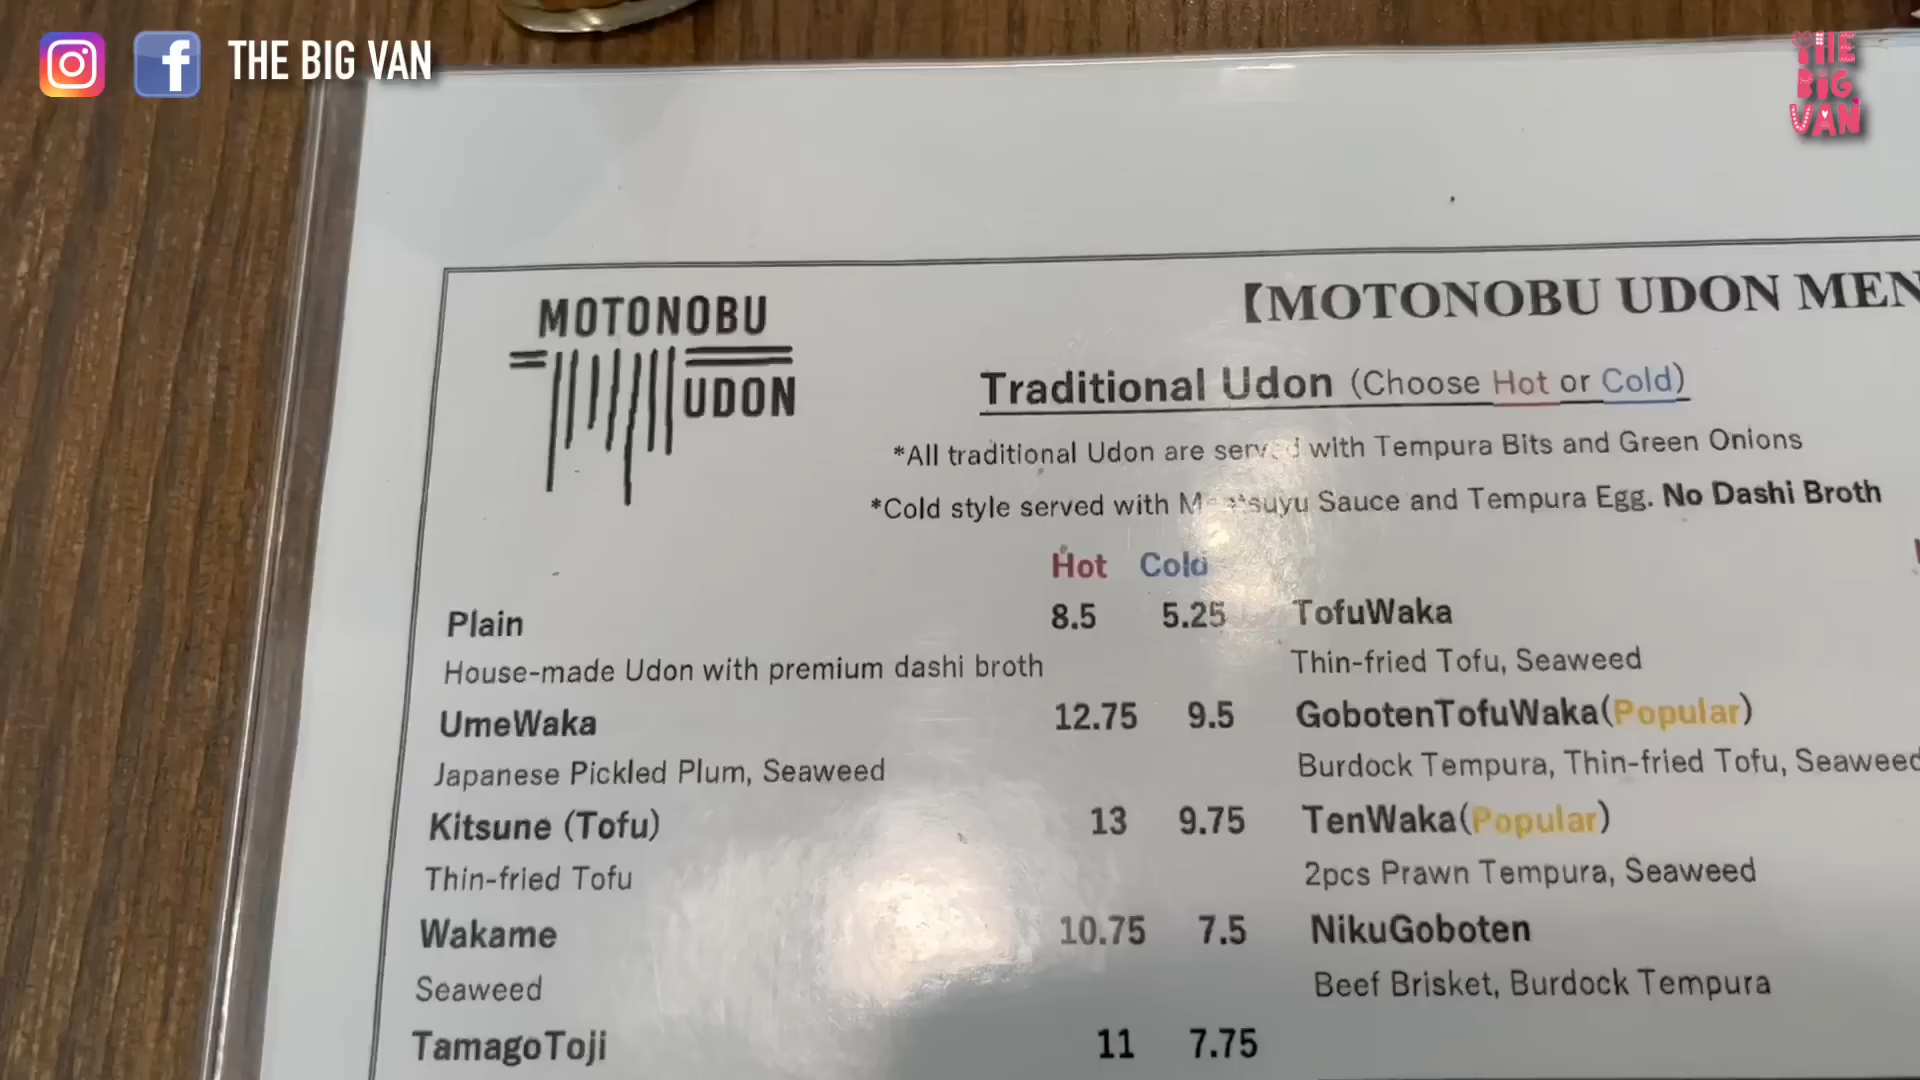 THE BIG VAN
THE
BIG
VAN
MOTONOBU
UDON
【MOTONOBU UDON MEN
Traditional Udon (Choose Hot or Cold)
*All traditional Udon are served with Tempura Bits and Green Onions
*Cold style served with Sauce and Tempura Egg. No Dashi Broth
Hot Cold
Plain 8.5 5.25
House-made Udon with premium dashi broth
UmeWaka 12.75 9.5
Japanese Pickled Plum, Seaweed
Kitsune (Tofu) 13 9.75
Thin-fried Tofu
Wakame 10.75 7.5
Seaweed
TamagoToji 11 7.75
TofuWaka
Thin-fried Tofu, Seaweed
GobotenTofuWaka(Popular)
Burdock Tempura, Thin-fried Tofu, Seaweed
TenWaka(Popular)
2pcs Prawn Tempura, Seaweed
NikuGoboten
Beef Brisket, Burdock Tempura